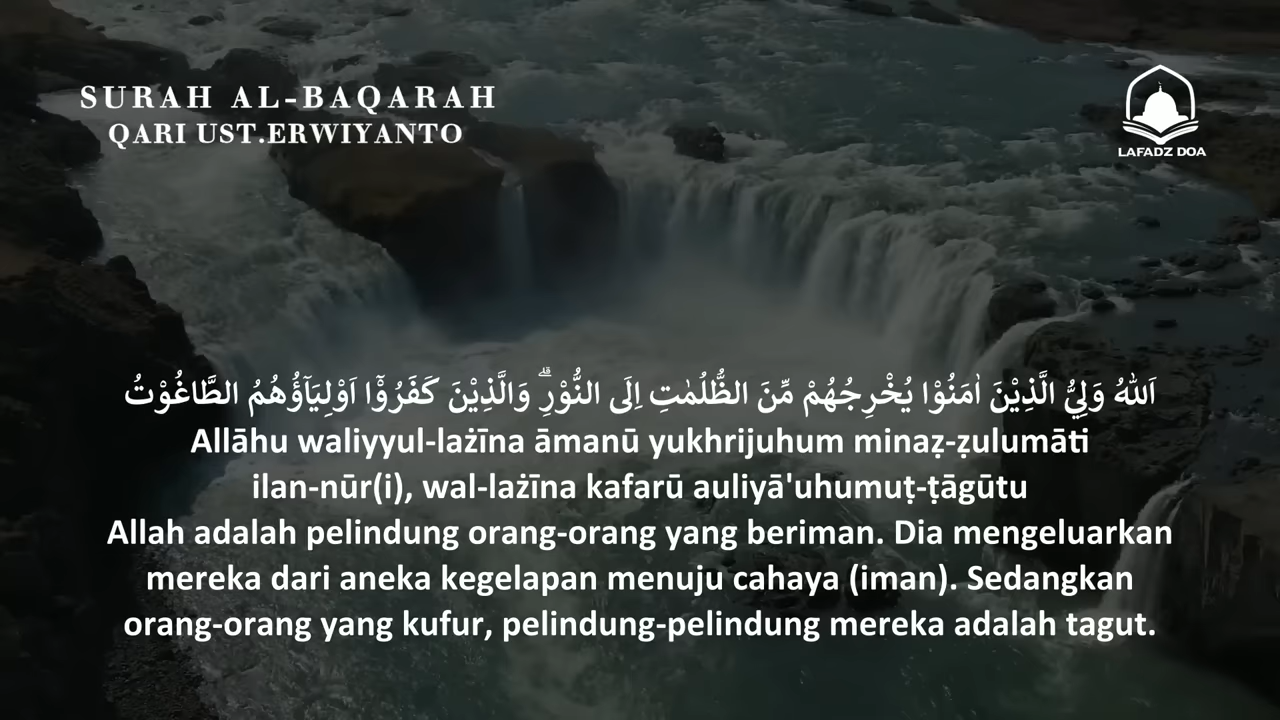 SURAH AL-BAQARAH
QARI UST.ERWIYANTO
LAFADZ DOA
اَللّٰهُ وَلِيُّ الَّذِيْنَ اٰمَنُوْا يُخْرِجُهُمْ مِّنَ الظُّلُمٰتِ اِلَى النُّوْرِۗ وَالَّذِيْنَ كَفَرُوْٓا اَوْلِيَاۤؤُهُمُ الطَّاغُوْتُ
Allāhu waliyyul-lażīna āmanū yukhrijuhum minaẓ-ẓulumāti
ilan-nūr(i), wal-lażīna kafarū auliyā'uhumuṭ-ṭāgūtu
Allah adalah pelindung orang-orang yang beriman. Dia mengeluarkan
mereka dari aneka kegelapan menuju cahaya (iman). Sedangkan
orang-orang yang kufur, pelindung-pelindung mereka adalah tagut.